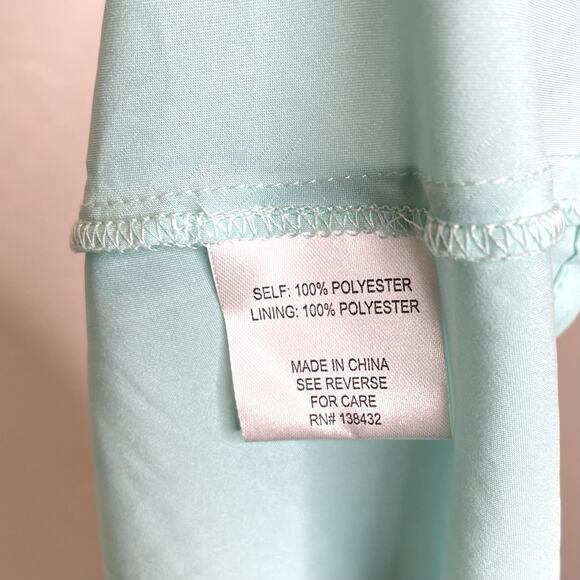 SELF: 100% POLYESTER
LINING: 100% POLYESTER
MADE IN CHINA
SEE REVERSE
FOR CARE
RN# 138432